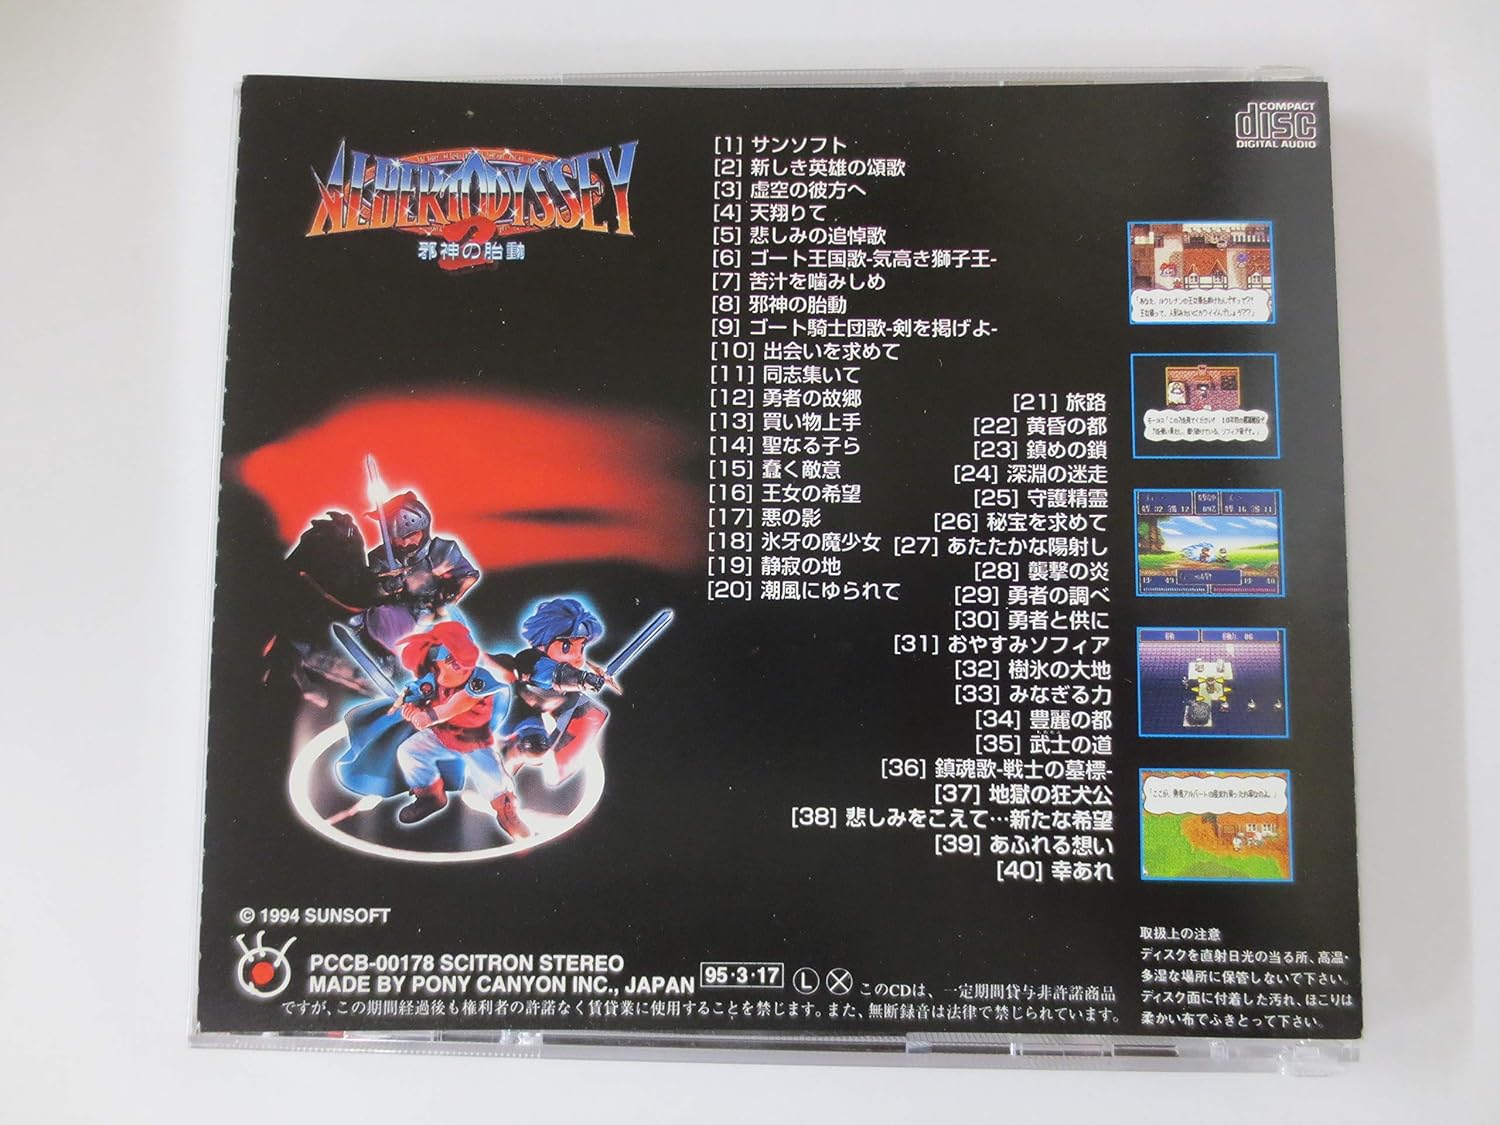 COMPACT
disc
DIGITAL AUDIO
ALBERT ODYSSEY
2
邪神の胎動
[1] サンソフト
[2] 新しき英雄の頌歌
[3] 虚空の彼方へ
[4] 天翔りて
[5] 悲しみの追悼歌
[6] ゴート王国歌-気高き獅子王-
[7] 苦汁を噛みしめ
[8] 邪神の胎動
[9] ゴート騎士団歌-剣を掲げよ-
[10] 出会いを求めて
[11] 同志集いて
[12] 勇者の故郷
[13] 買い物上手
[14] 聖なる子ら
[15] 蠢く敵意
[16] 王女の希望
[17] 悪の影
[18] 氷牙の魔少女
[19] 静寂の地
[20] 潮風にゆられて
[21] 旅路
[22] 黄昏の都
[23] 鎮めの鎖
[24] 深淵の迷走
[25] 守護精霊
[26] 秘宝を求めて
[27] あたたかな陽射し
[28] 襲撃の炎
[29] 勇者の調べ
[30] 勇者と供に
[31] おやすみソフィア
[32] 樹氷の大地
[33] みなぎる力
[34] 豊麗の都
[35] 武士の道
[36] 鎮魂歌-戦士の墓標-
[37] 地獄の狂犬公
[38] 悲しみをこえて…新たな希望
[39] あふれる想い
[40] 幸あれ
「ここが、勇者アルバートの産まれ育ったお家なのよ。」
© 1994 SUNSOFT
PCCB-00178 SCITRON STEREO
MADE BY PONY CANYON INC., JAPAN
95・3・17
L
X
このCDは、一定期間貸与非許諾商品
ですが、この期間経過後も権利者の許諾なく賃貸業に使用することを禁じます。また、無断録音は法律で禁じられています。
取扱上の注意
ディスクを直射日光の当る所、高温・
多湿な場所に保管しないで下さい。
ディスク面に付着した汚れ、ほこりは
柔かい布でふきとって下さい。